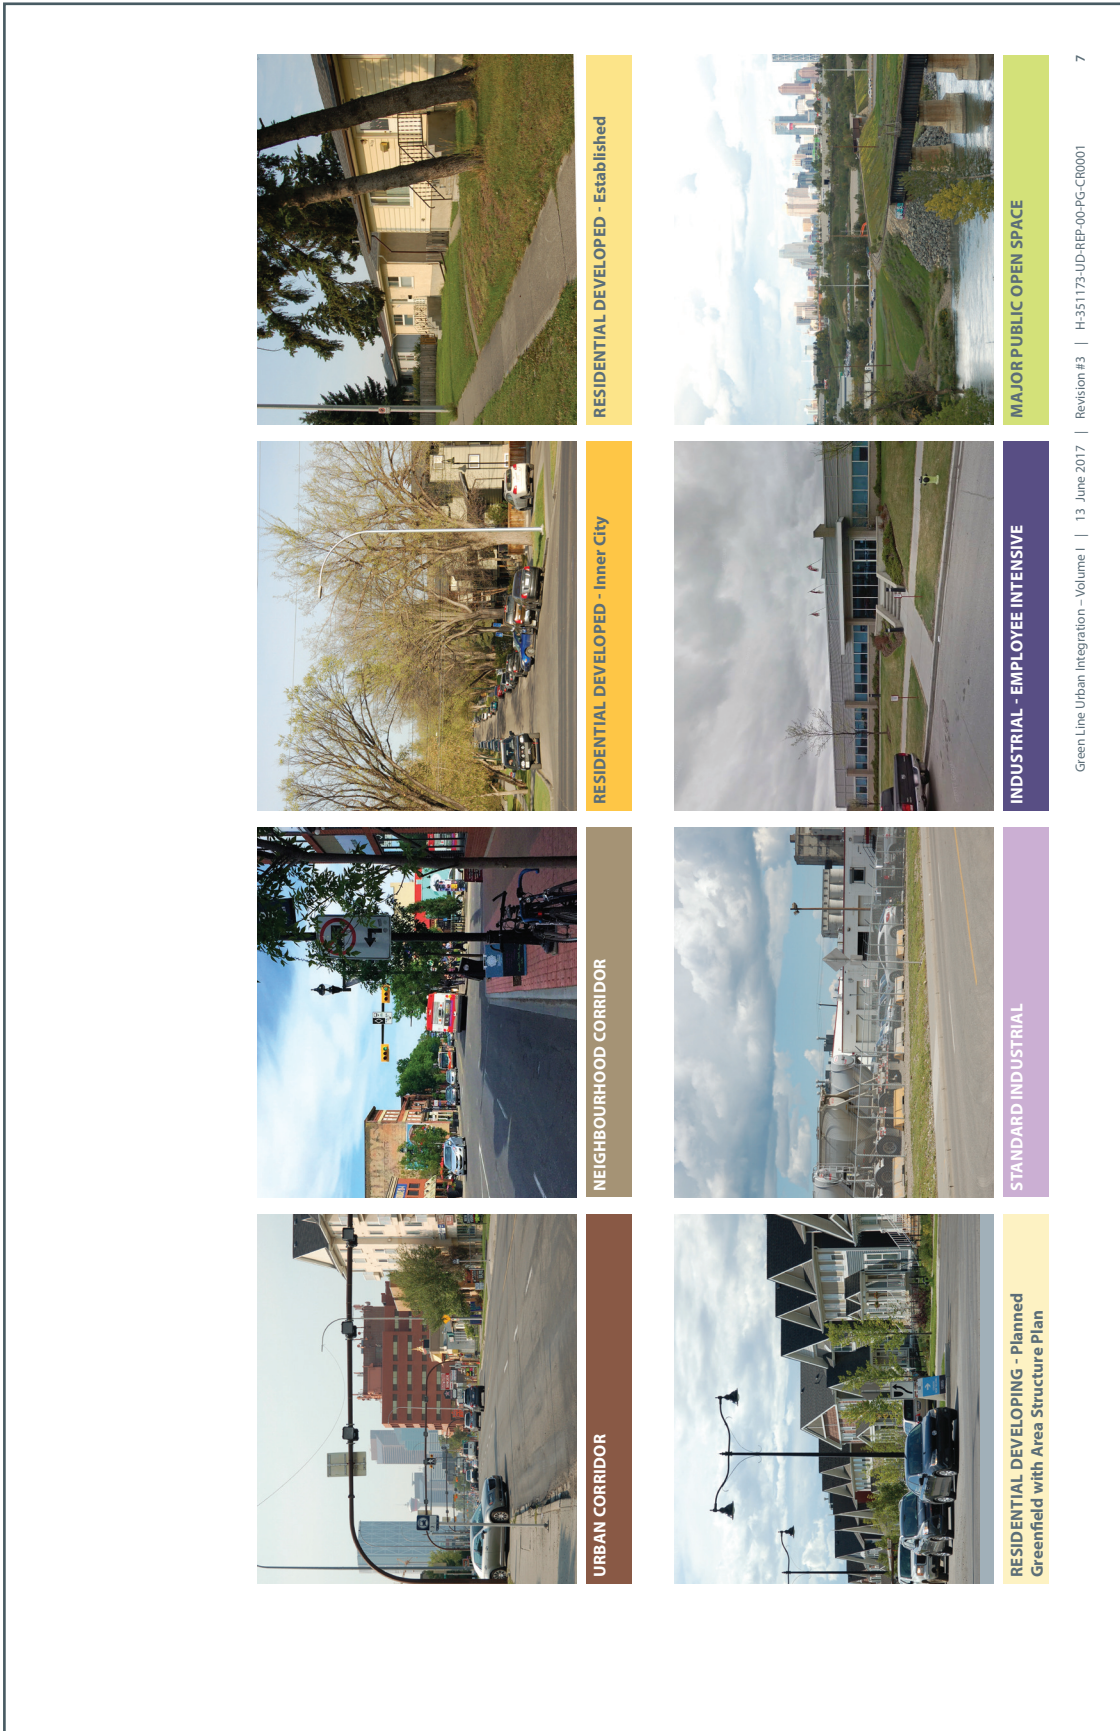 URBAN CORRIDOR
NEIGHBOURHOOD CORRIDOR
RESIDENTIAL DEVELOPED - Inner City
RESIDENTIAL DEVELOPED - Established
RESIDENTIAL DEVELOPING - Planned
Greenfield with Area Structure Plan
STANDARD INDUSTRIAL
INDUSTRIAL - EMPLOYEE INTENSIVE
MAJOR PUBLIC OPEN SPACE
Green Line Urban Integration – Volume I | 13 June 2017 | Revision #3 | H-351173-UD-REP-00-PG-CR0001 7